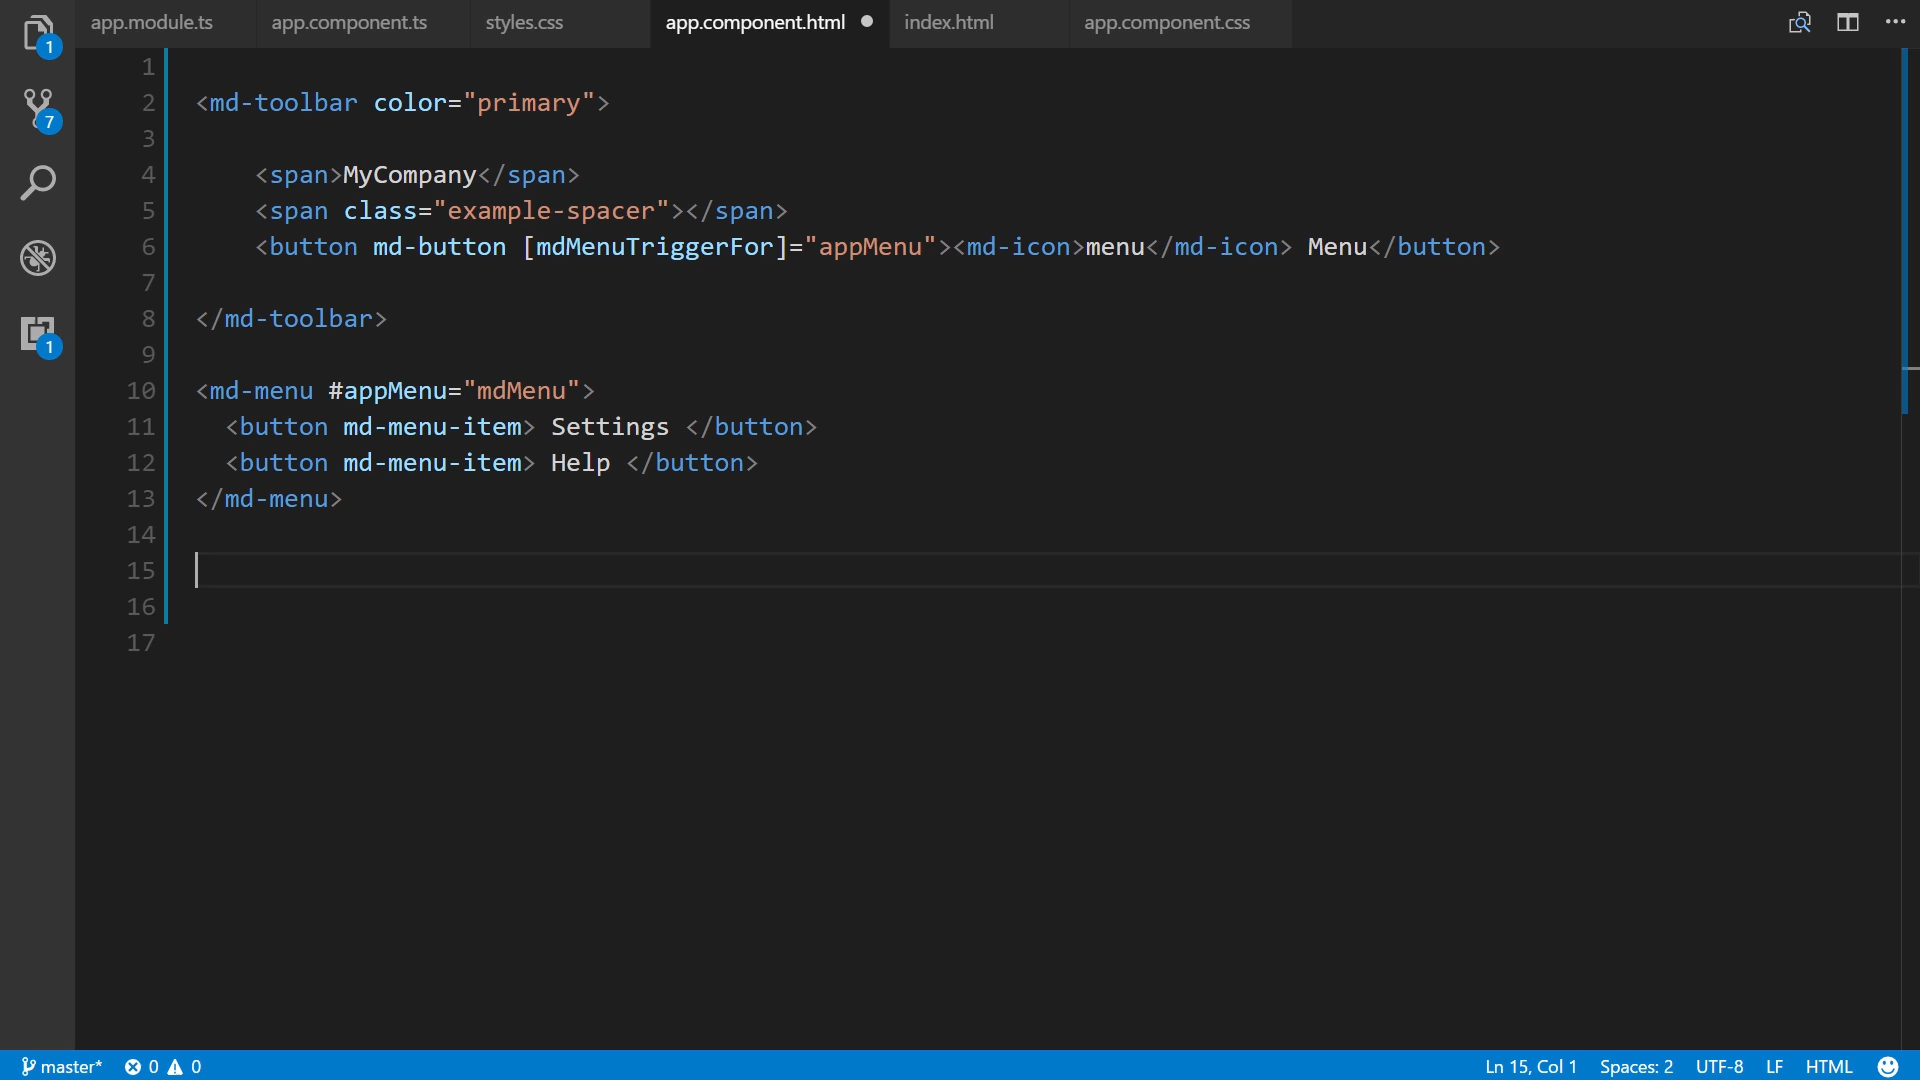 app.module.ts app.component.ts styles.css app.component.html index.html app.component.css
1
1
2 <md-toolbar color="primary">
7
3
4 <span>MyCompany</span>
5 <span class="example-spacer"></span>
6 <button md-button [mdMenuTriggerFor]="appMenu"><md-icon>menu</md-icon> Menu</button>
7
8 </md-toolbar>
1
9
10 <md-menu #appMenu="mdMenu">
11 <button md-menu-item> Settings </button>
12 <button md-menu-item> Help </button>
13 </md-menu>
14
15
16
17
master* 0 0 Ln 15, Col 1 Spaces: 2 UTF-8 LF HTML